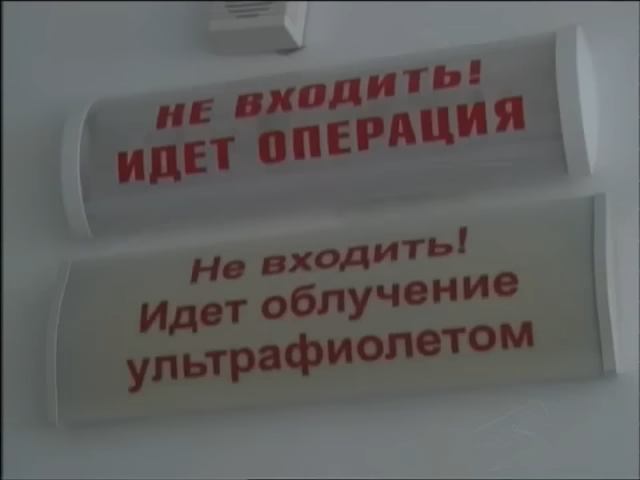 НЕ ВХОДИТЬ!
ИДЕТ ОПЕРАЦИЯ
Не входить!
Идет облучение
ультрафиолетом